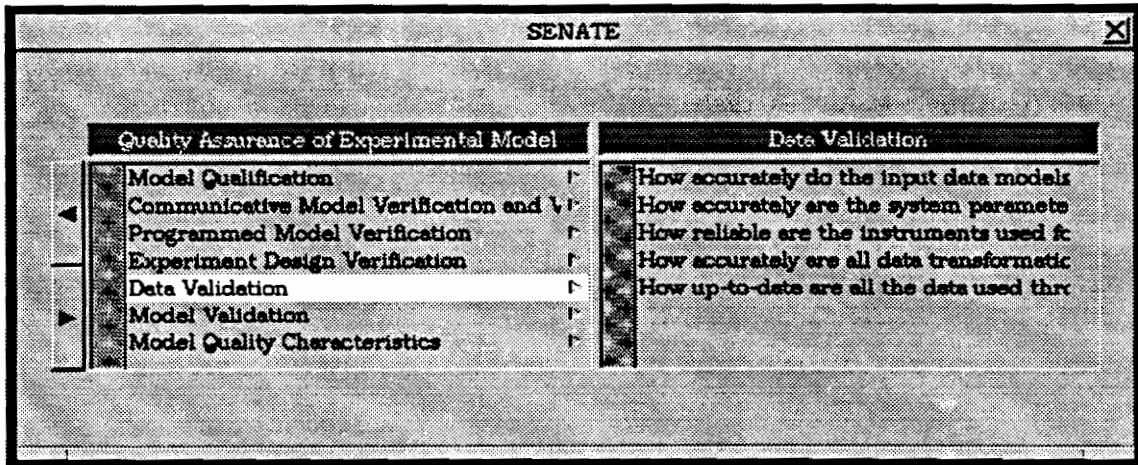 SENATE
Quality Assurance of Experimental Model
Model Qualification
Communicative Model Verification and V
Programmed Model Verification
Experiment Design Verification
Data Validation
Model Validation
Model Quality Characteristics
Data Validation
How accurately do the input data models
How accurately are the system paramete
How reliable are the instruments used fo
How accurately are all data transformatio
How up-to-date are all the data used thro